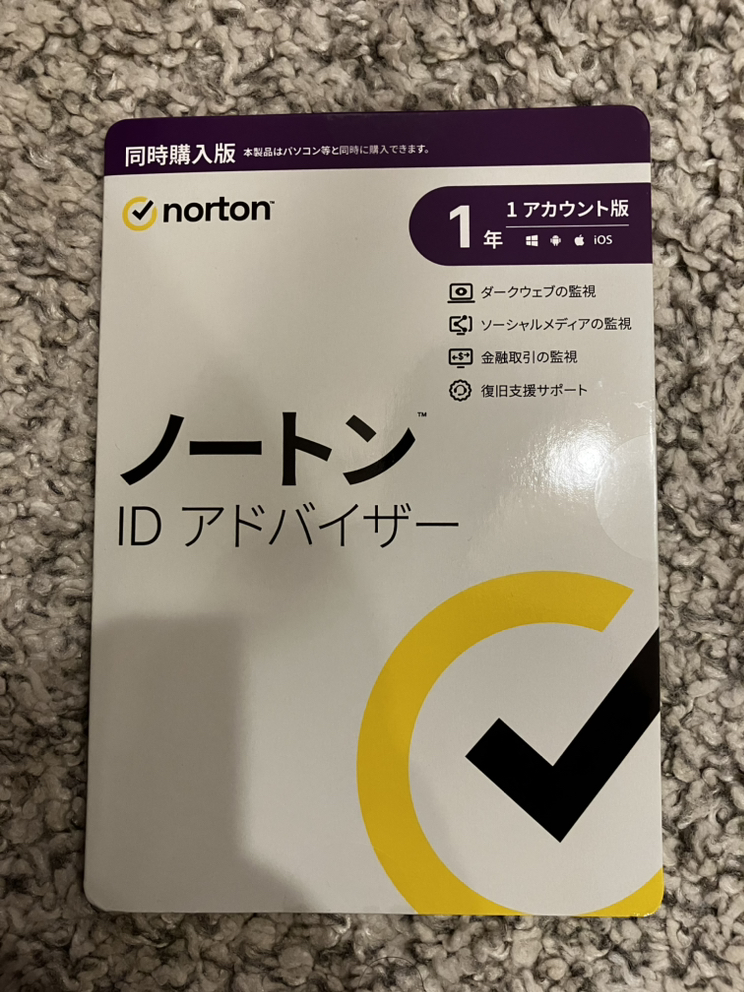 同時購入版 本製品はパソコン等と同時に購入できます。
norton™
1年
1 アカウント版
iOS
ダークウェブの監視
ソーシャルメディアの監視
金融取引の監視
復旧支援サポート
ノートン™
ID アドバイザー